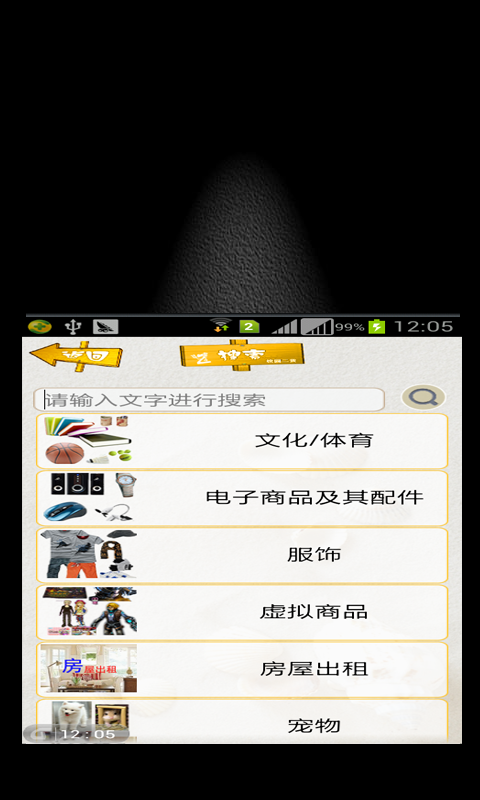 2
99%
12:05
返回
搜索
请输入文字进行搜索
文化/体育
电子商品及其配件
服饰
虚拟商品
房屋出租
房屋出租
宠物
12:05